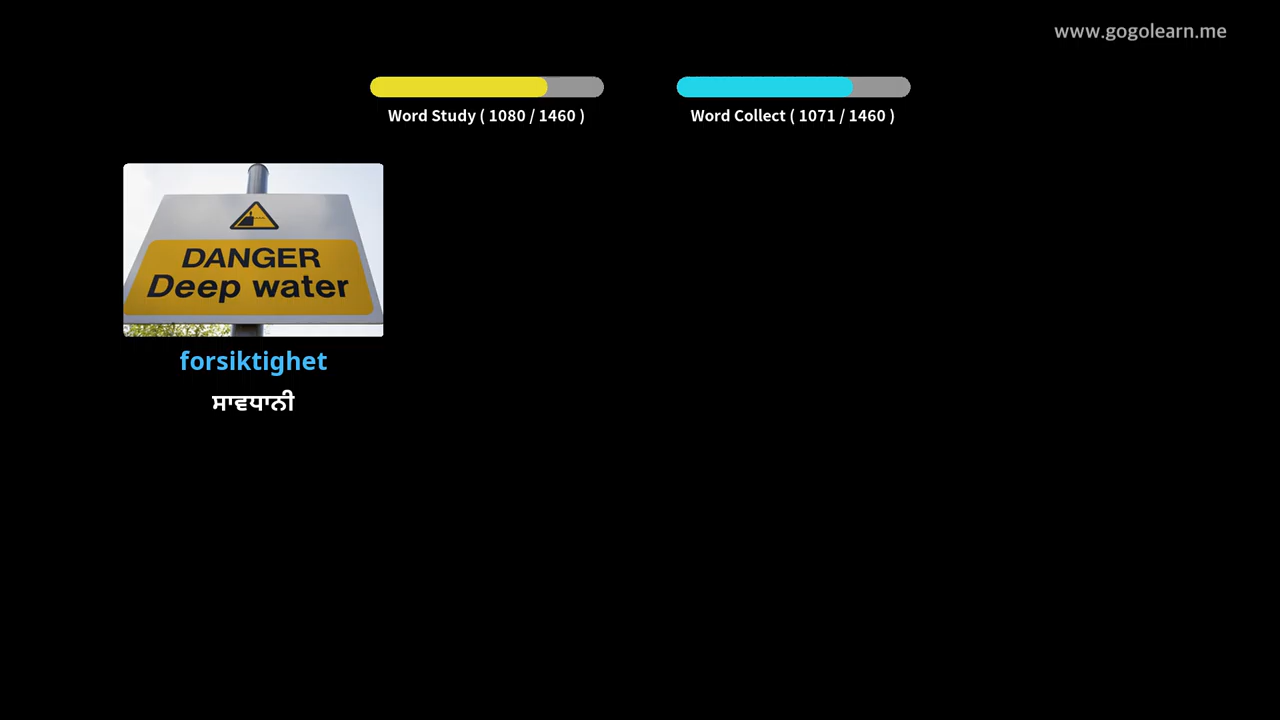 www.gogolearn.me
Word Study ( 1080 / 1460 )
Word Collect ( 1071 / 1460 )
DANGER
Deep water
forsiktighet
ਸਾਵਧਾਨੀ